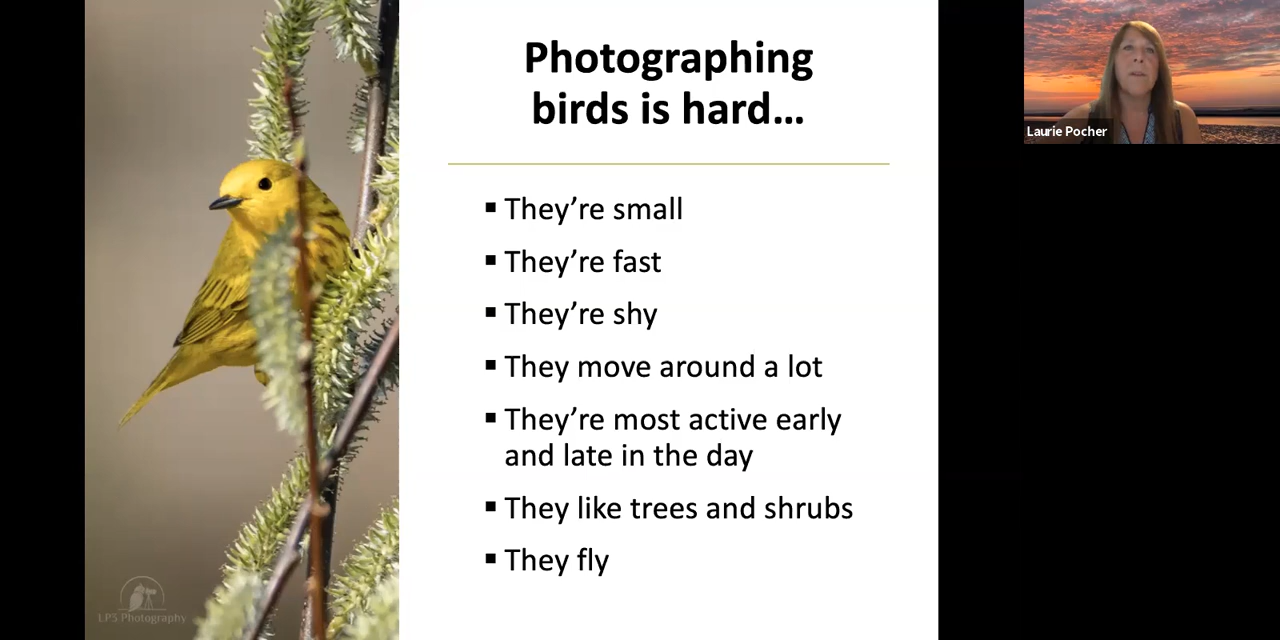 Photographing
birds is hard...
▪ They’re small
▪ They’re fast
▪ They’re shy
▪ They move around a lot
▪ They’re most active early
and late in the day
▪ They like trees and shrubs
▪ They fly
Laurie Pocher
LPS Photography